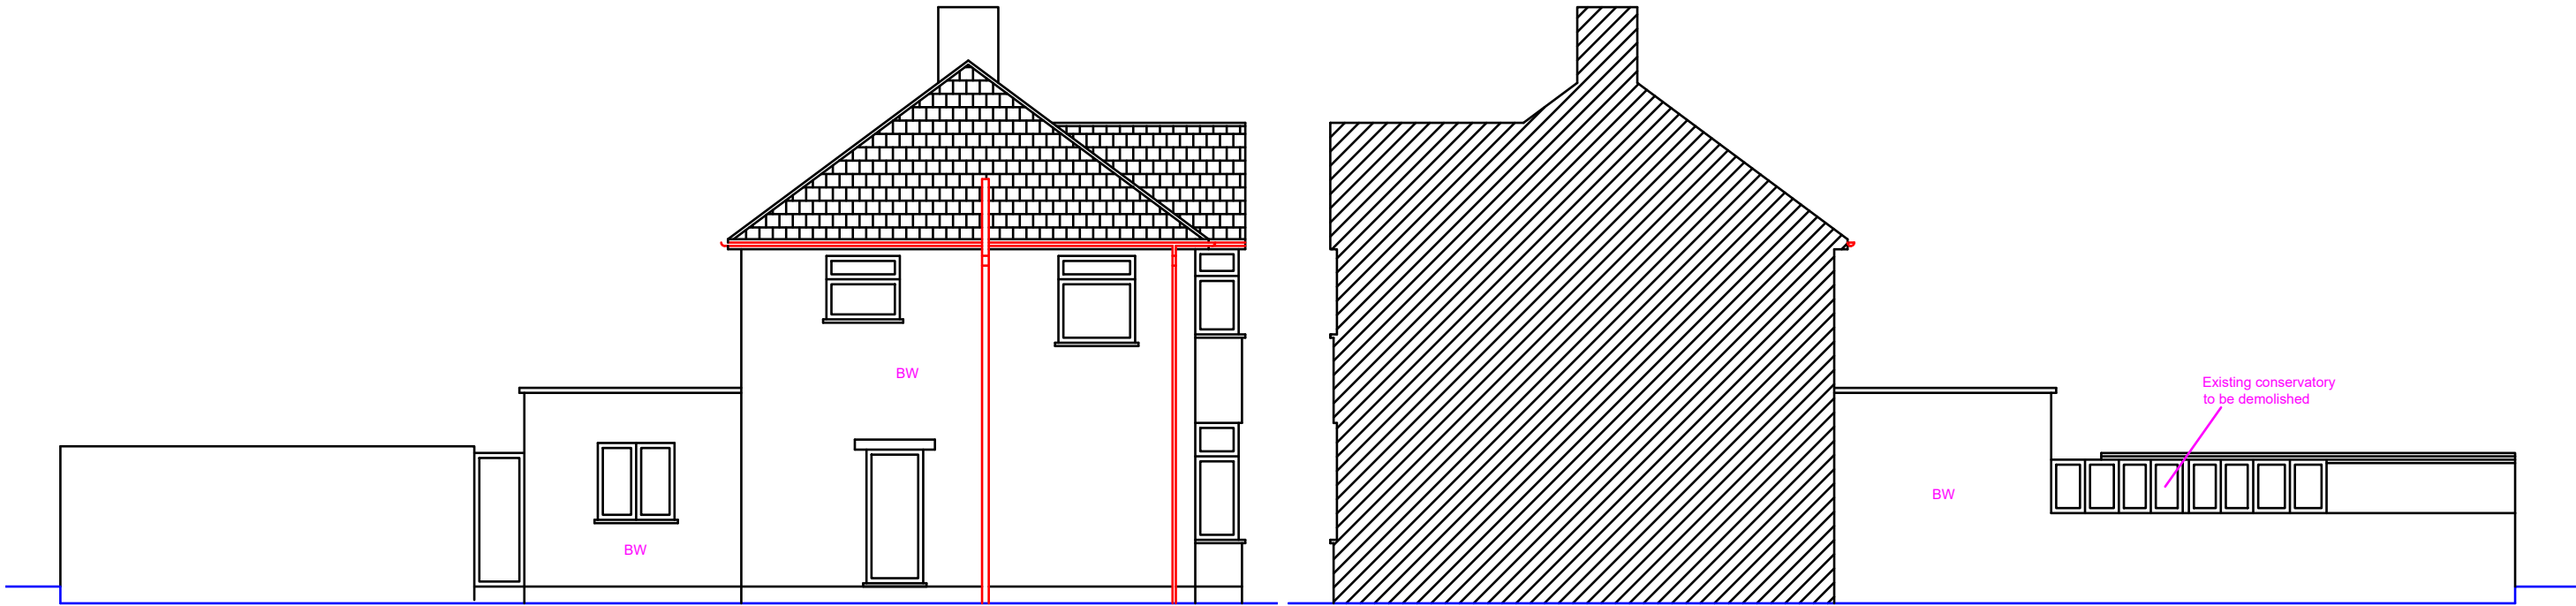 BW
BW
BW
Existing conservatory
to be demolished